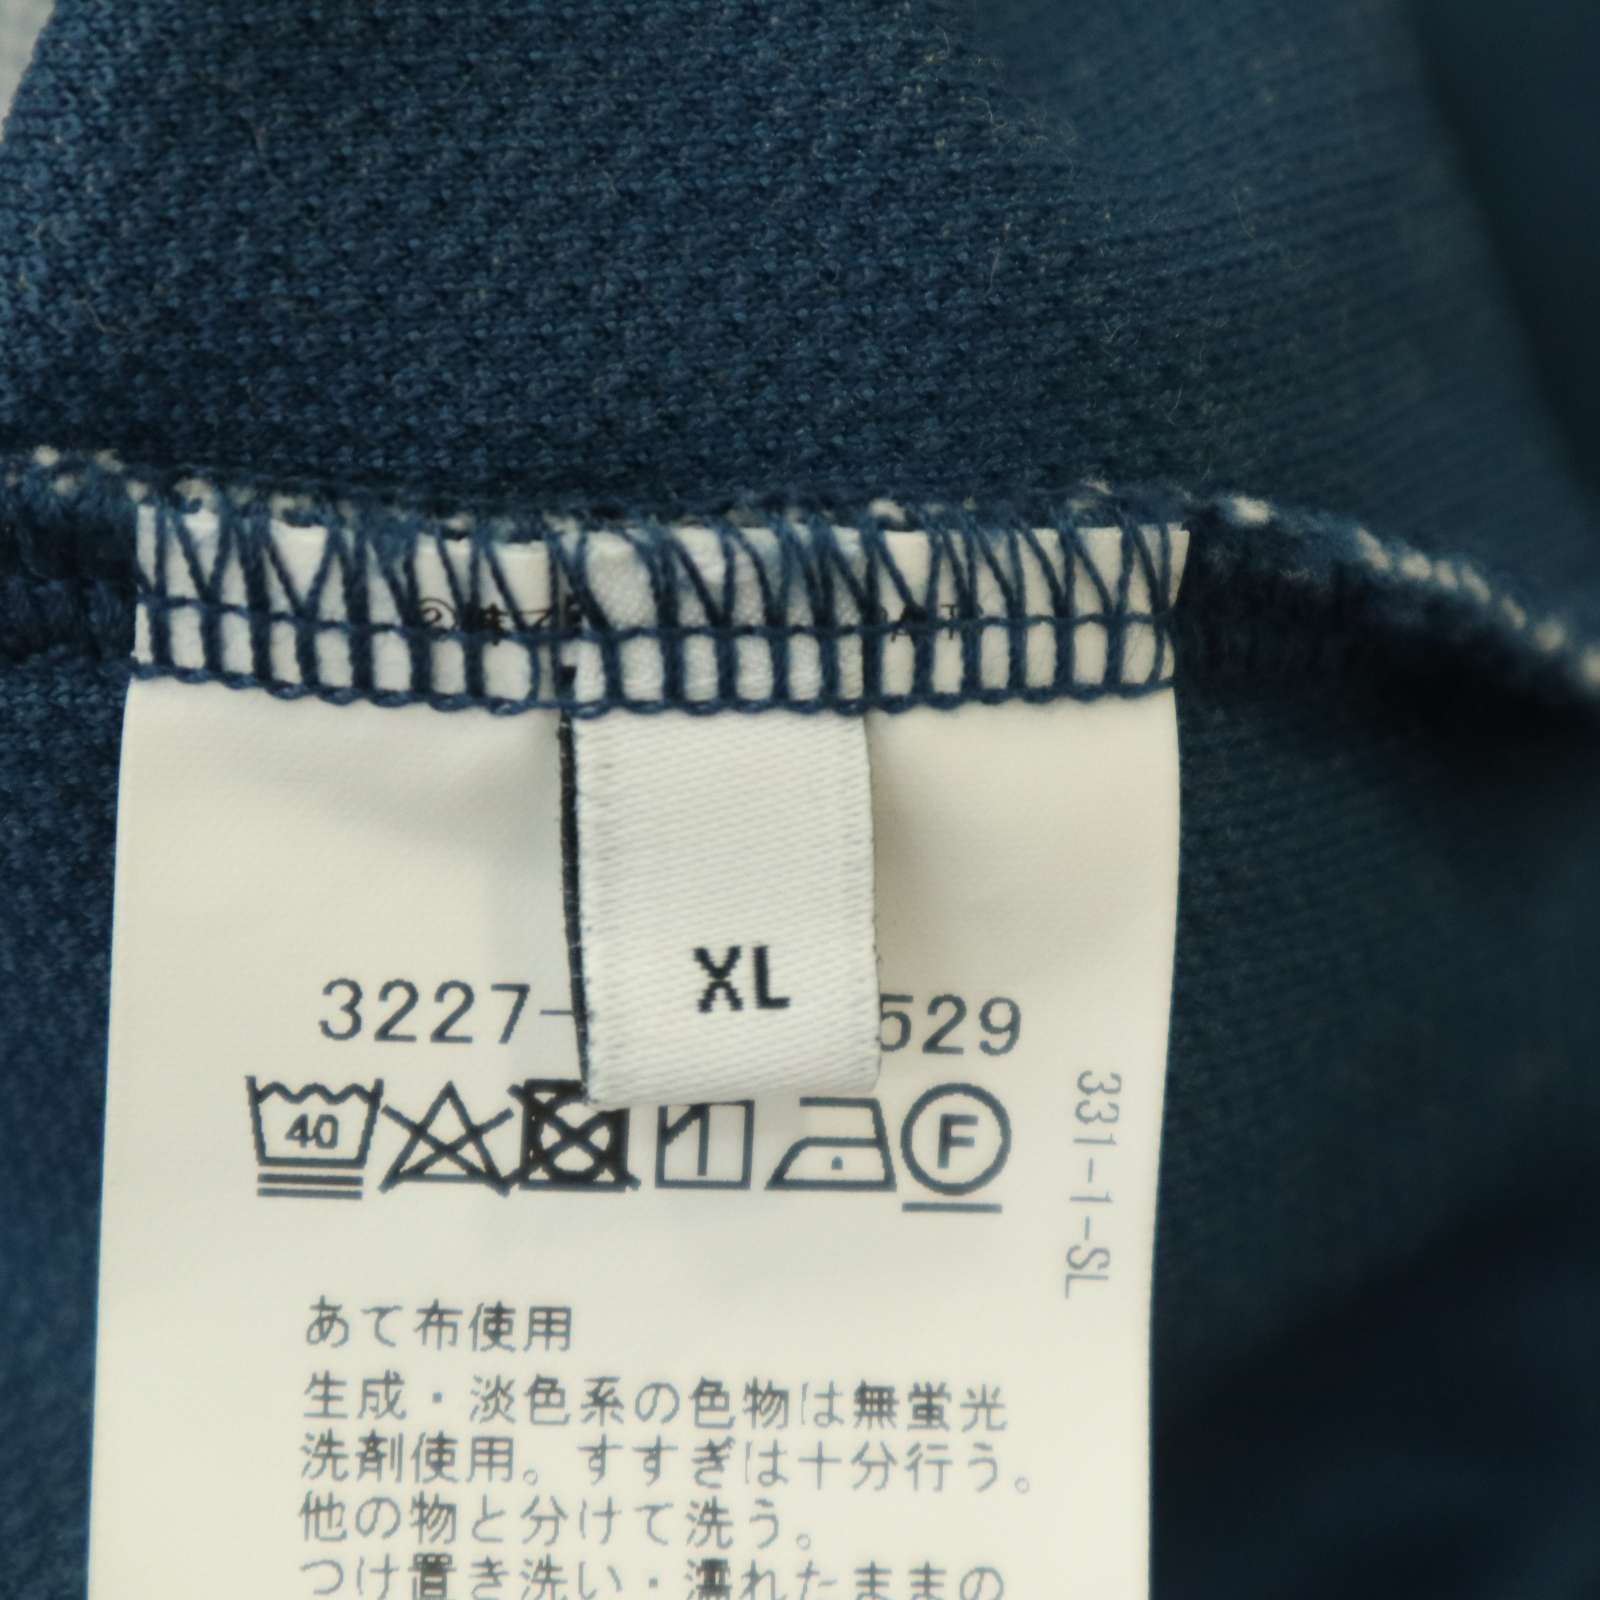 XL
3227-
529
40
F
331-1-SL
あて布使用
生成・淡色系の色物は無蛍光
洗剤使用。すすぎは十分行う。
他の物と分けて洗う。
つけ置き洗い・濡れたままの